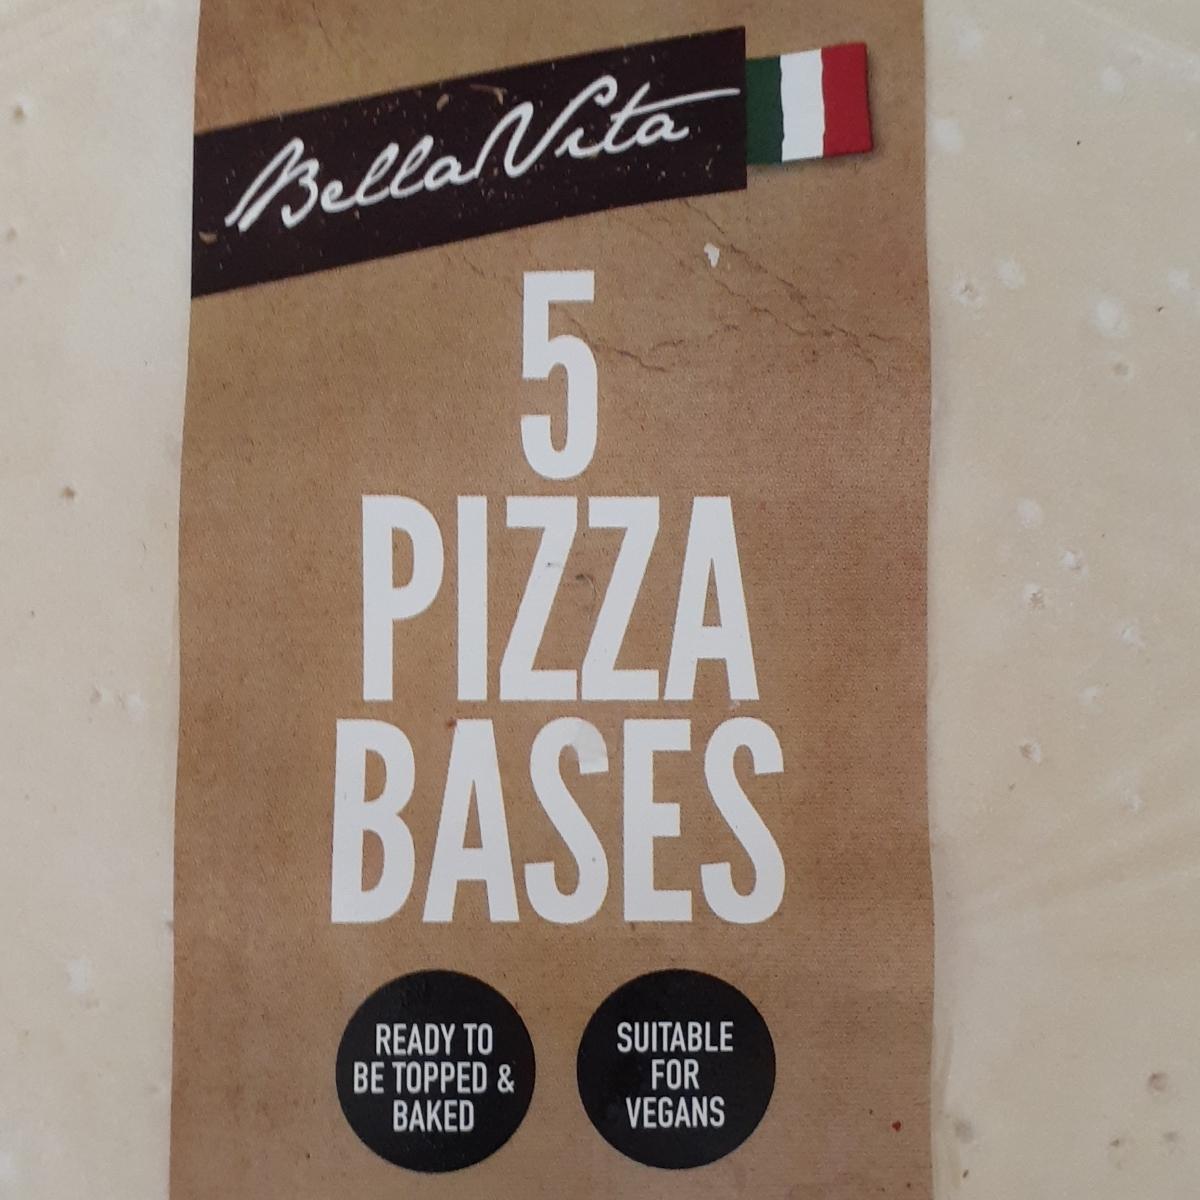 Bella Vita
5
PIZZA
BASES
READY TO
BE TOPPED &
BAKED
SUITABLE
FOR
VEGANS